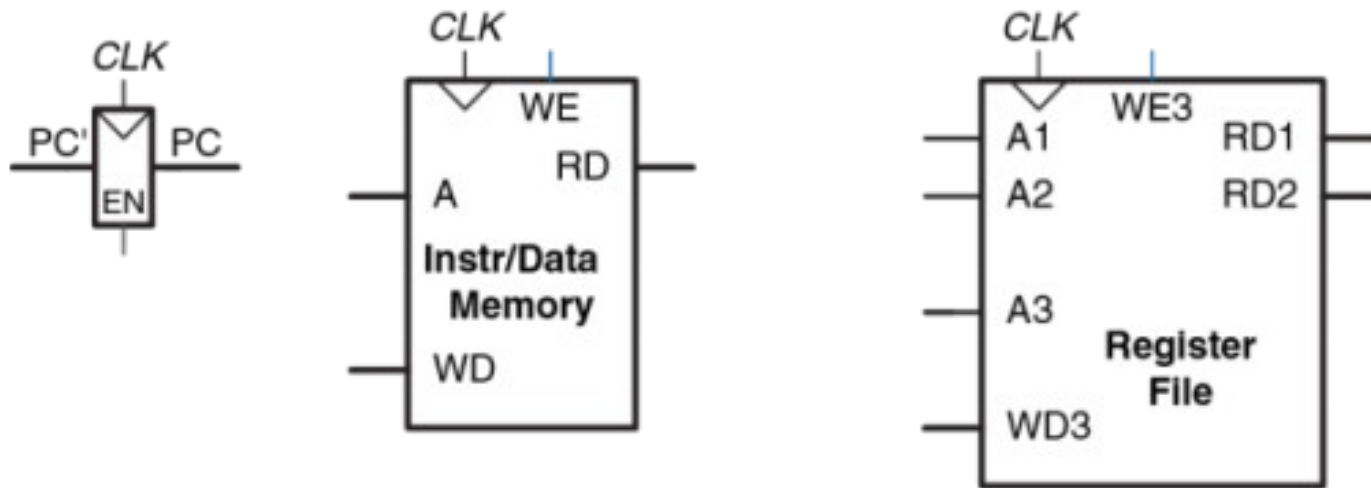 CLK
PC'
PC
EN
CLK
WE
RD
A
Instr/Data
Memory
WD
CLK
WE3
A1
RD1
A2
RD2
A3
Register
File
WD3